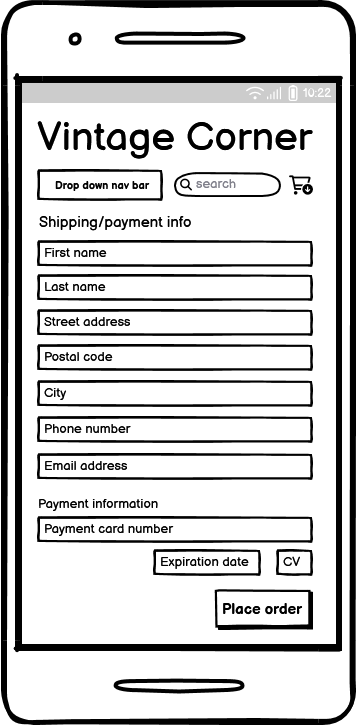 10:22
Vintage Corner
Drop down nav bar
search
Shipping/payment info
First name
Last name
Street address
Postal code
City
Phone number
Email address
Payment information
Payment card number
Expiration date CV
Place order